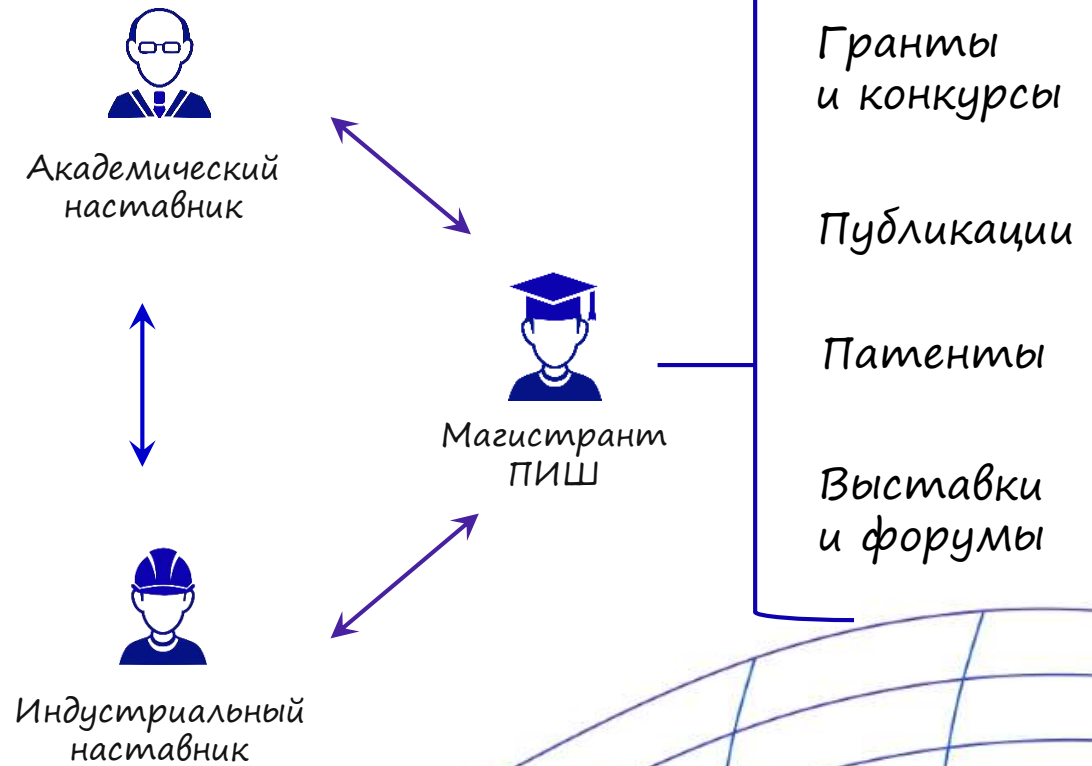 Академический
наставник
Индустриальный
наставник
Магистрант
ПИШ
Гранты
и конкурсы
Публикации
Патенты
Выставки
и форумы